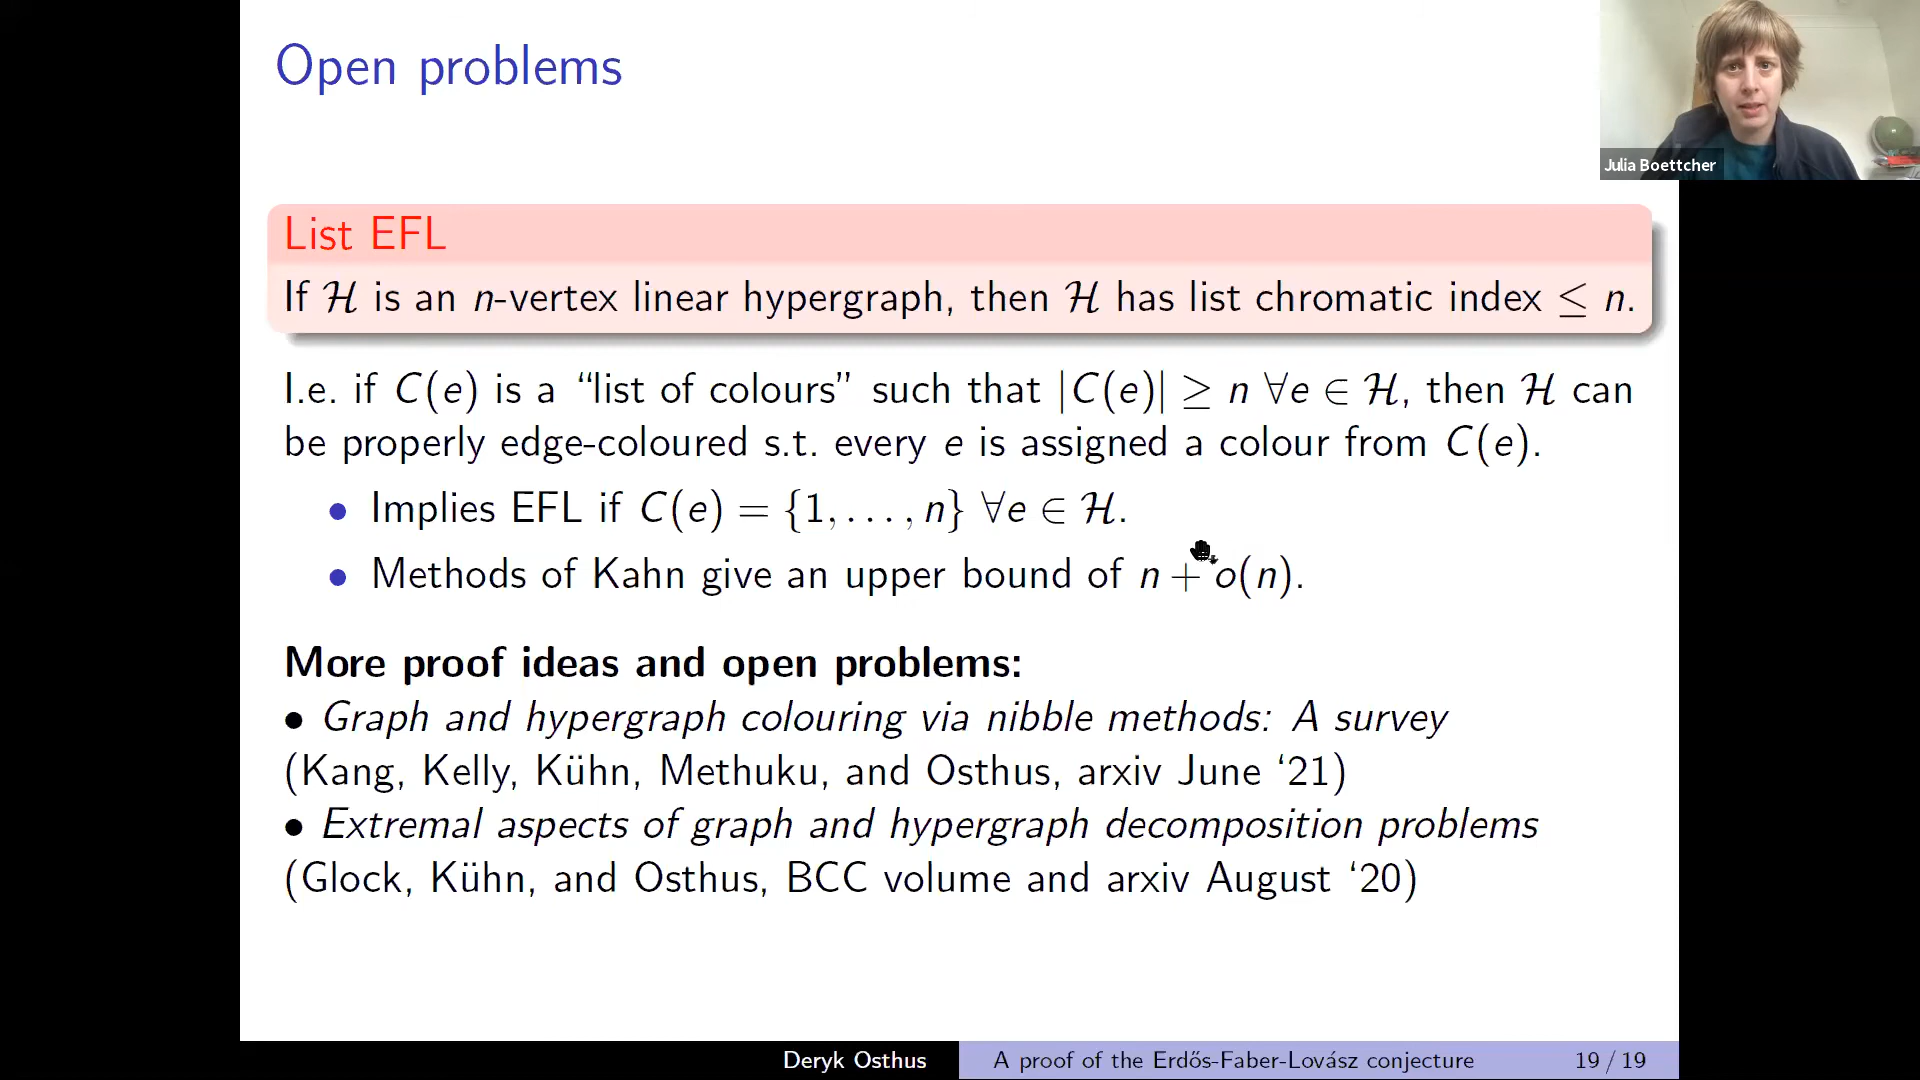 Open problems
Julia Boettcher
List EFL
If ℋ is an n-vertex linear hypergraph, then ℋ has list chromatic index ≤ n.
I.e. if C(e) is a “list of colours” such that |C(e)| ≥ n ∀e ∈ ℋ, then ℋ can
be properly edge-coloured s.t. every e is assigned a colour from C(e).
• Implies EFL if C(e) = {1, . . . , n} ∀e ∈ ℋ.
• Methods of Kahn give an upper bound of n + o(n).
More proof ideas and open problems:
• Graph and hypergraph colouring via nibble methods: A survey
(Kang, Kelly, Kühn, Methuku, and Osthus, arxiv June ‘21)
• Extremal aspects of graph and hypergraph decomposition problems
(Glock, Kühn, and Osthus, BCC volume and arxiv August ‘20)
Deryk Osthus
A proof of the Erdős-Faber-Lovász conjecture
19 / 19